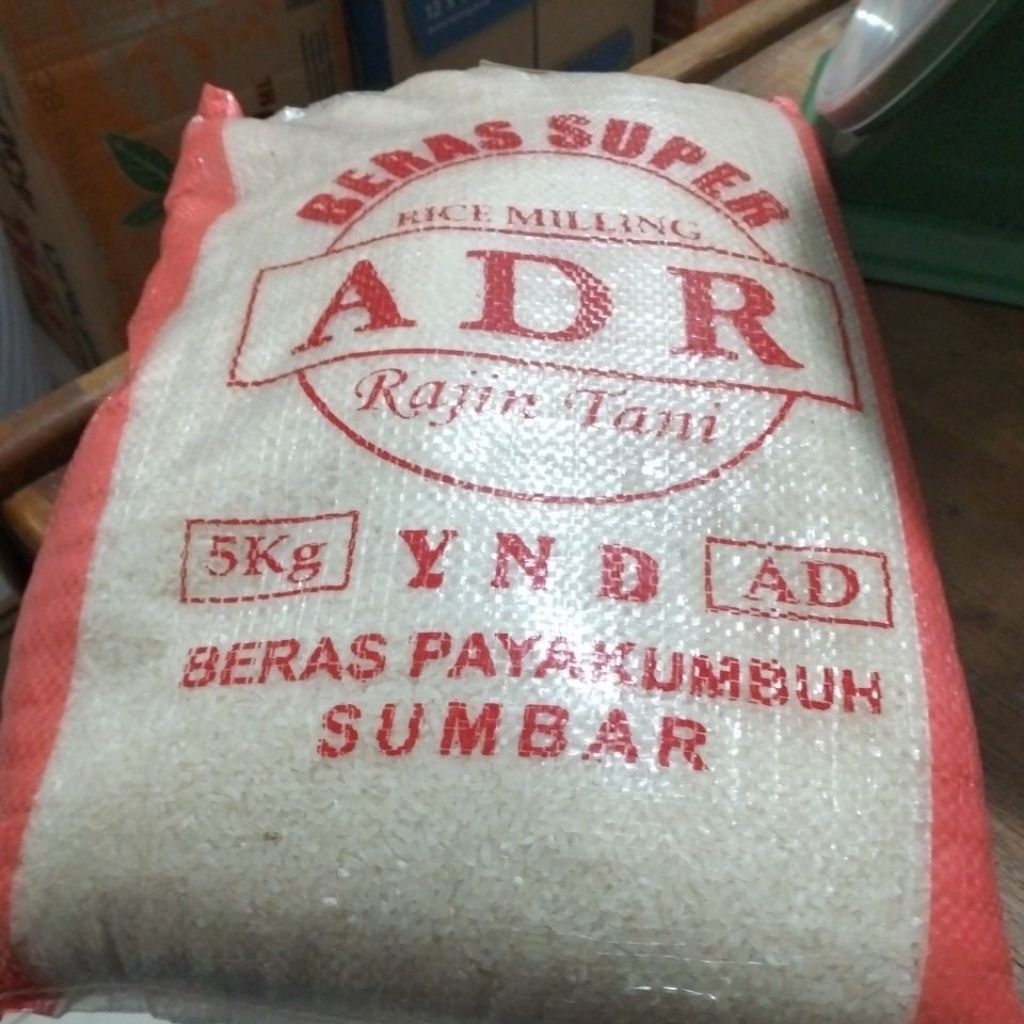 BERAS SUPER
RICE MILLING
ADR
Rajin Tani
5Kg YND AD
BERAS PAYAKUMBUH
SUMBAR